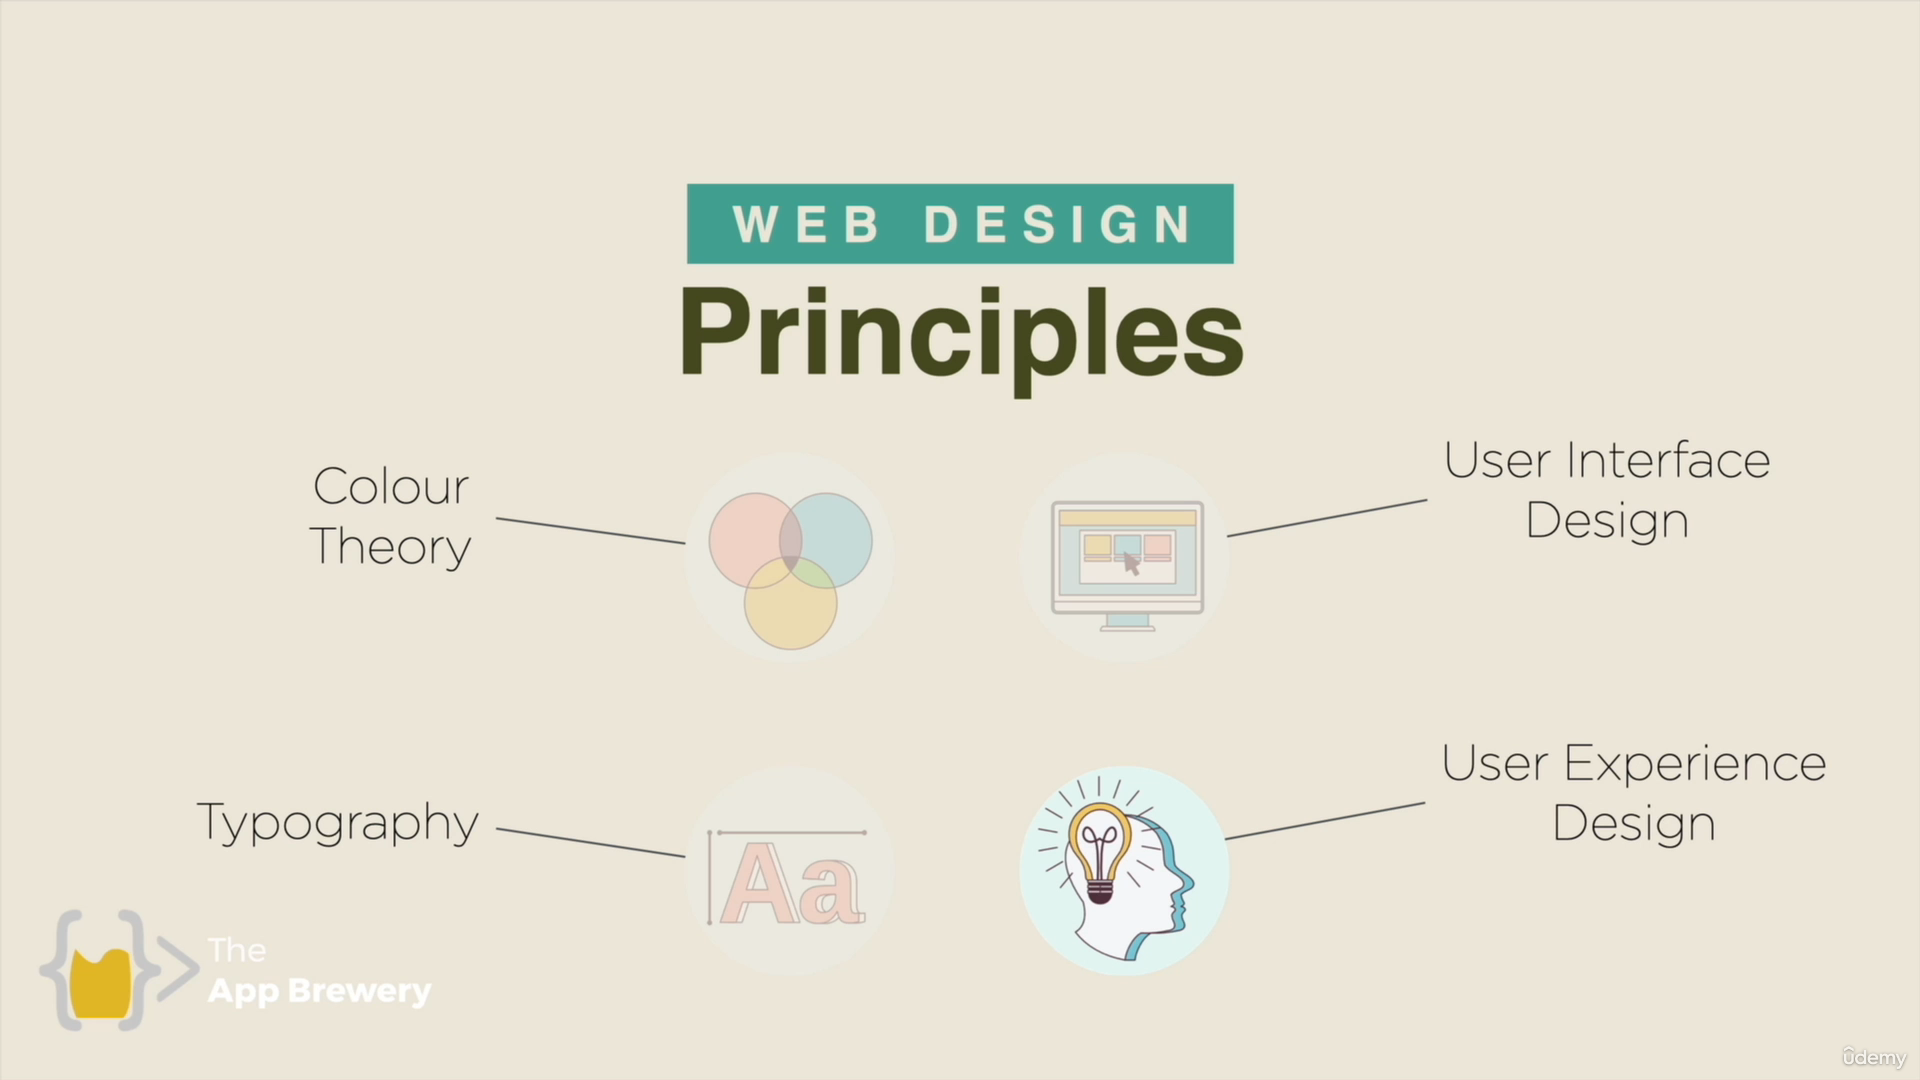 WEB DESIGN
Principles
Colour
Theory
User Interface
Design
Typography
Aa
User Experience
Design
The
App Brewery
ûdemy